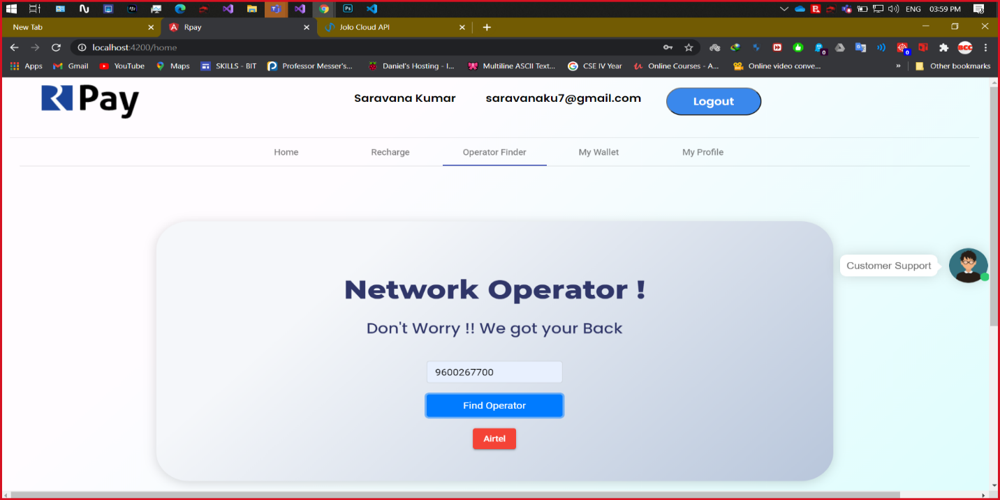 ENG 03:59 PM
New Tab
Rpay
Jolo Cloud API
localhost:4200/home
Apps Gmail YouTube Maps SKILLS - BIT Professor Messer's... Daniel's Hosting - I... Multiline ASCII Text... CSE IV Year Online Courses - A... Online video conve... » Other bookmarks
R Pay
Saravana Kumar saravanaku7@gmail.com Logout
Home Recharge Operator Finder My Wallet My Profile
Customer Support
Network Operator !
Don't Worry !! We got your Back
9600267700
Find Operator
Airtel